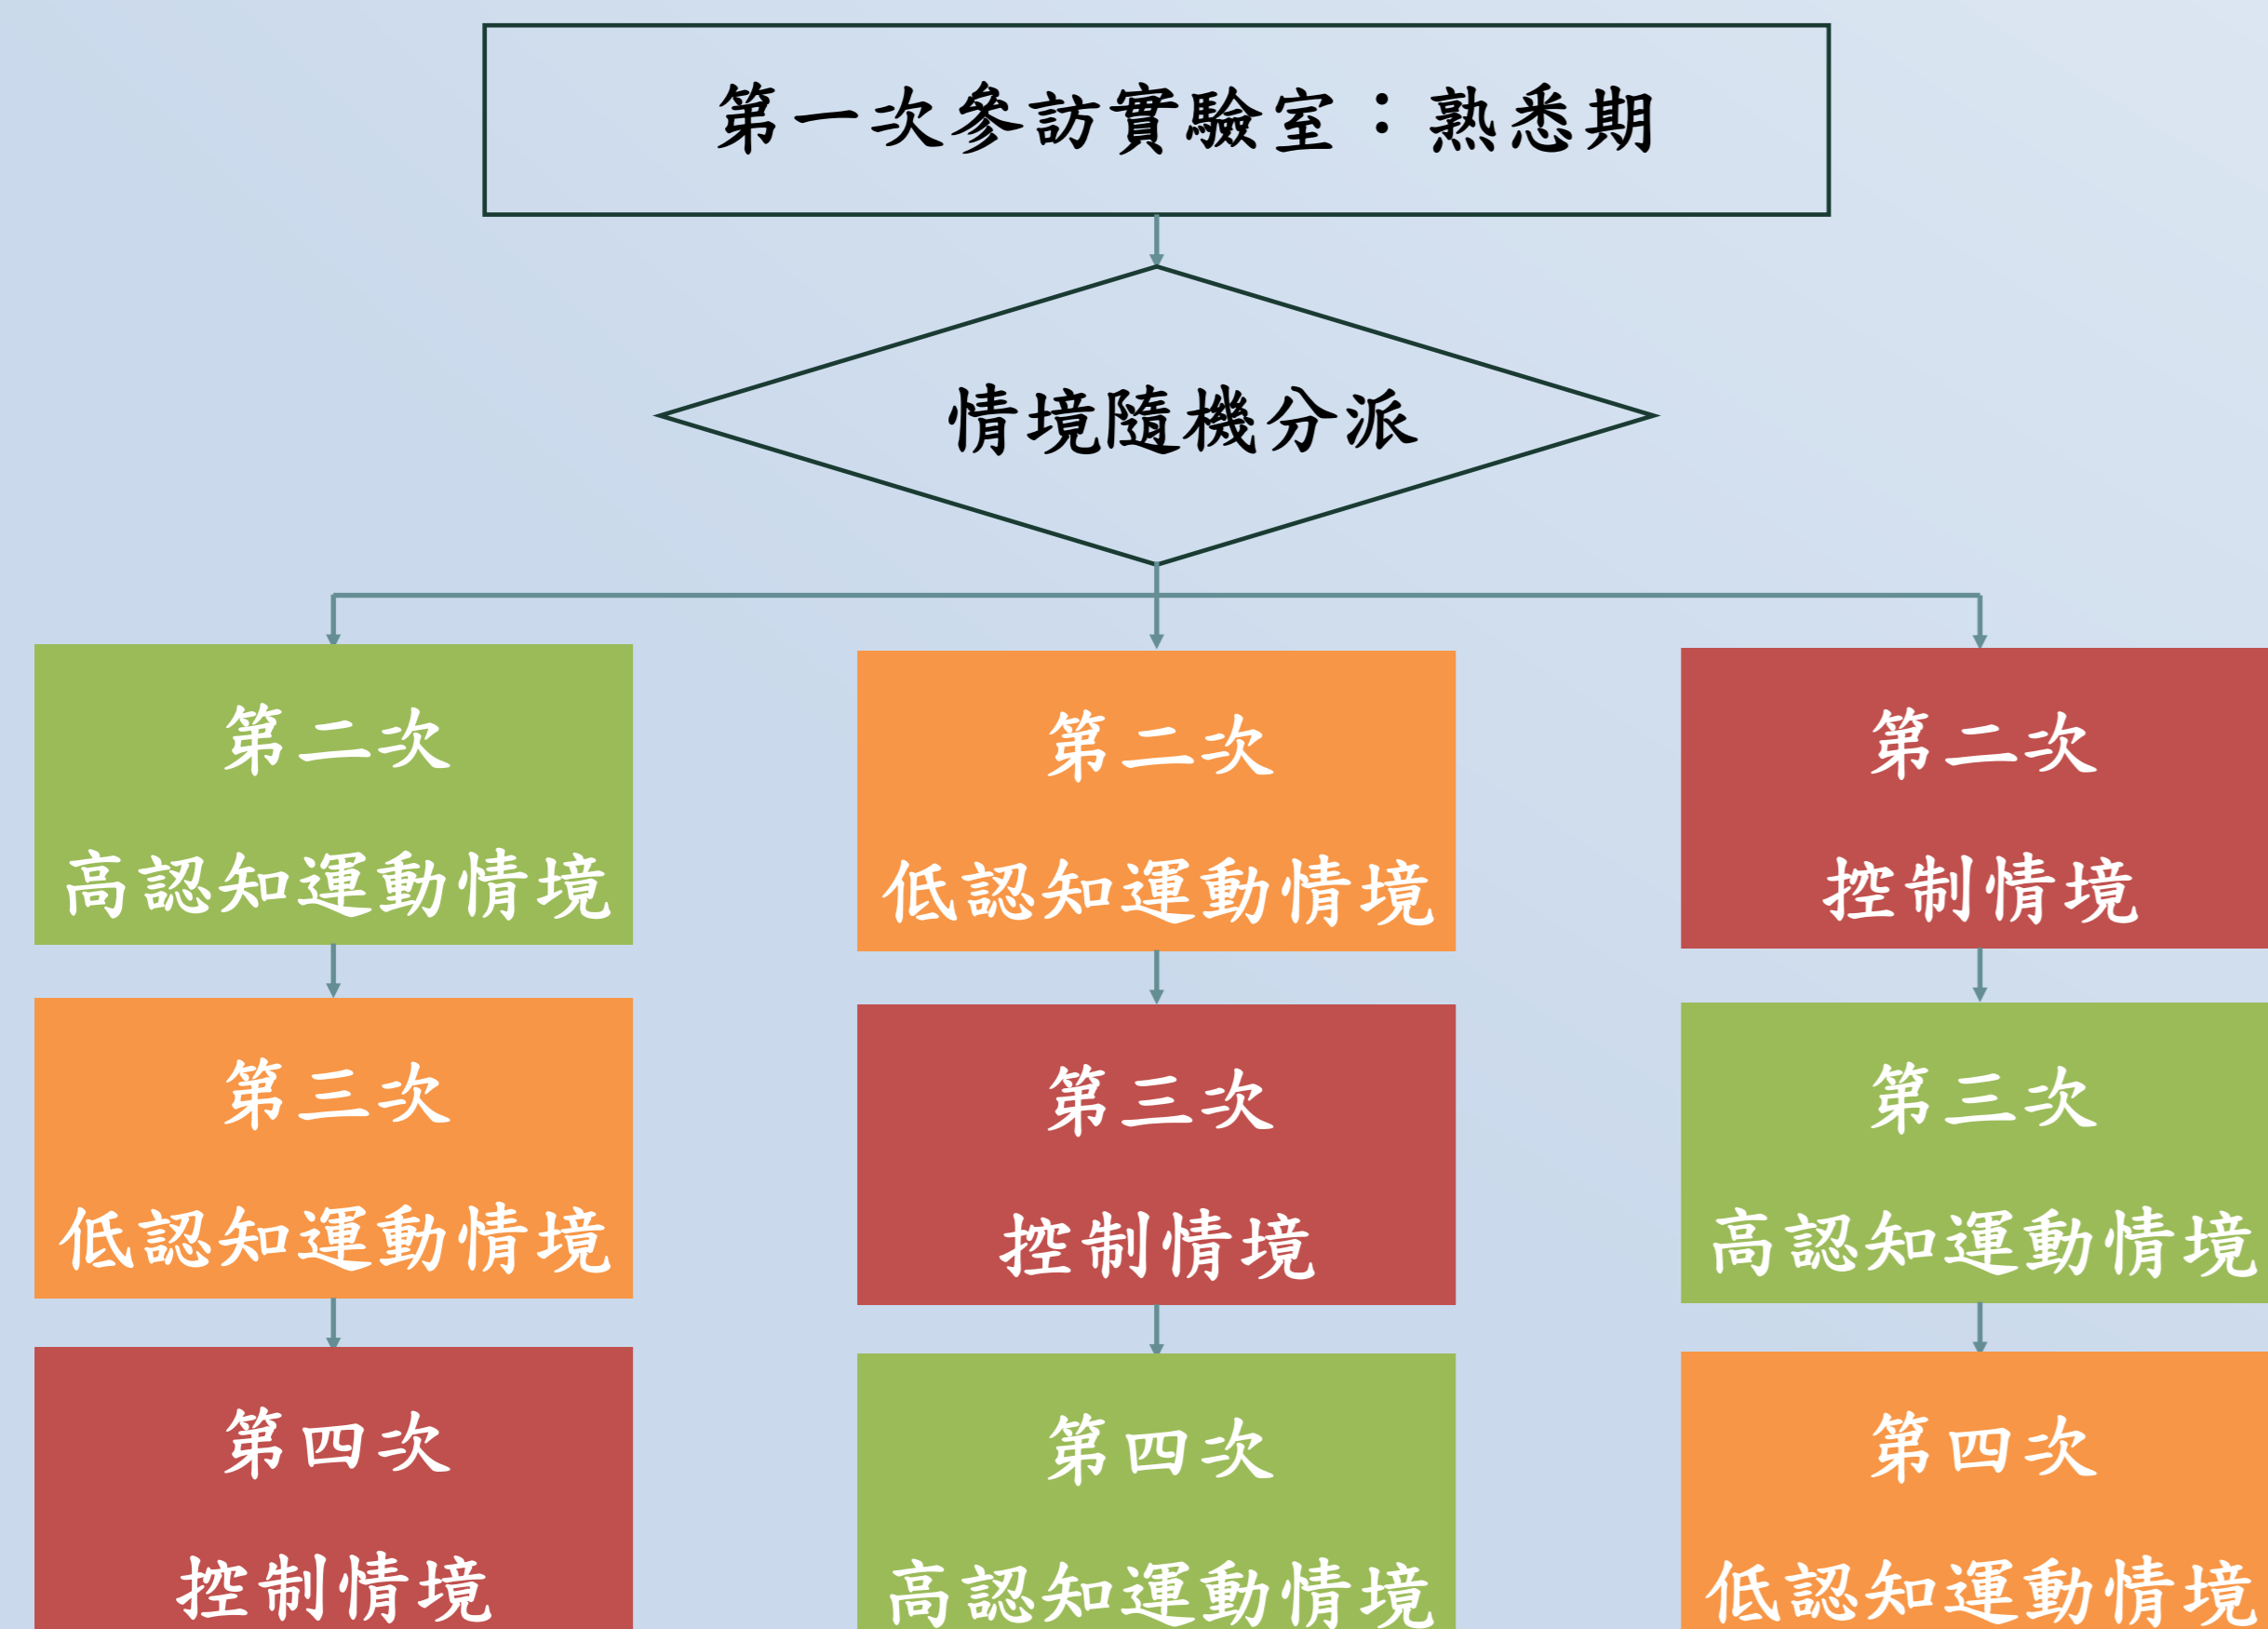 第一次參訪實驗室：熟悉期
情境隨機分派
第二次
高認知運動情境
第二次
低認知運動情境
第二次
控制情境
第三次
低認知運動情境
第三次
控制情境
第三次
高認知運動情境
第四次
控制情境
第四次
高認知運動情境
第四次
低認知運動情境